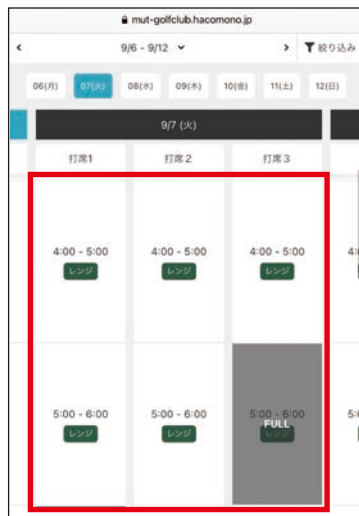 mut-golfclub.hacomono.jp
9/6 - 9/12 絞り込み
06(月) 07(火) 08(水) 09(木) 10(金) 11(土) 12(日)
9/7 (火)
打席1 打席2 打席3
4:00 - 5:00 4:00 - 5:00 4:00 - 5:00
レンジ レンジ レンジ
5:00 - 6:00 5:00 - 6:00 5:00 - 6:00
FULL
レンジ レンジ レンジ